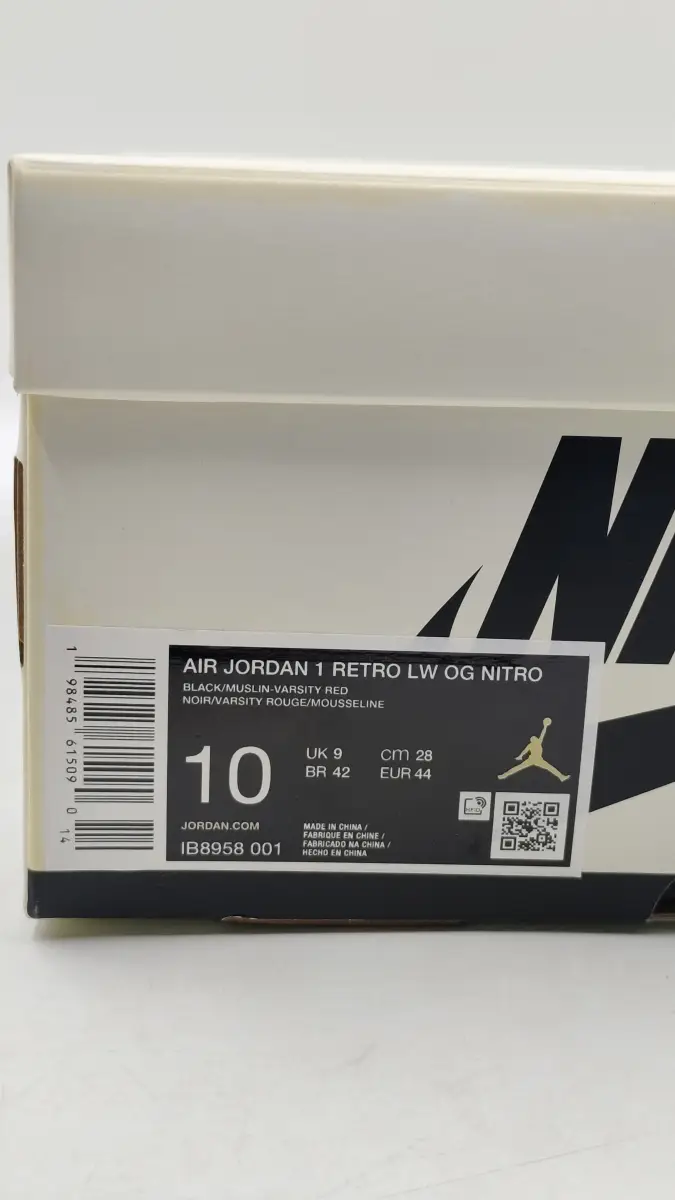 NI
AIR JORDAN 1 RETRO LW OG NITRO
BLACK/MUSLIN-VARSITY RED
NOIR/VARSITY ROUGE/MOUSSELINE
10
UK 9 cm 28
BR 42 EUR 44
JORDAN.COM
IB8958 001
MADE IN CHINA /
FABRIQUE EN CHINE /
FABRICADO NA CHINA /
HECHO EN CHINA
1 98485 61509 0 14